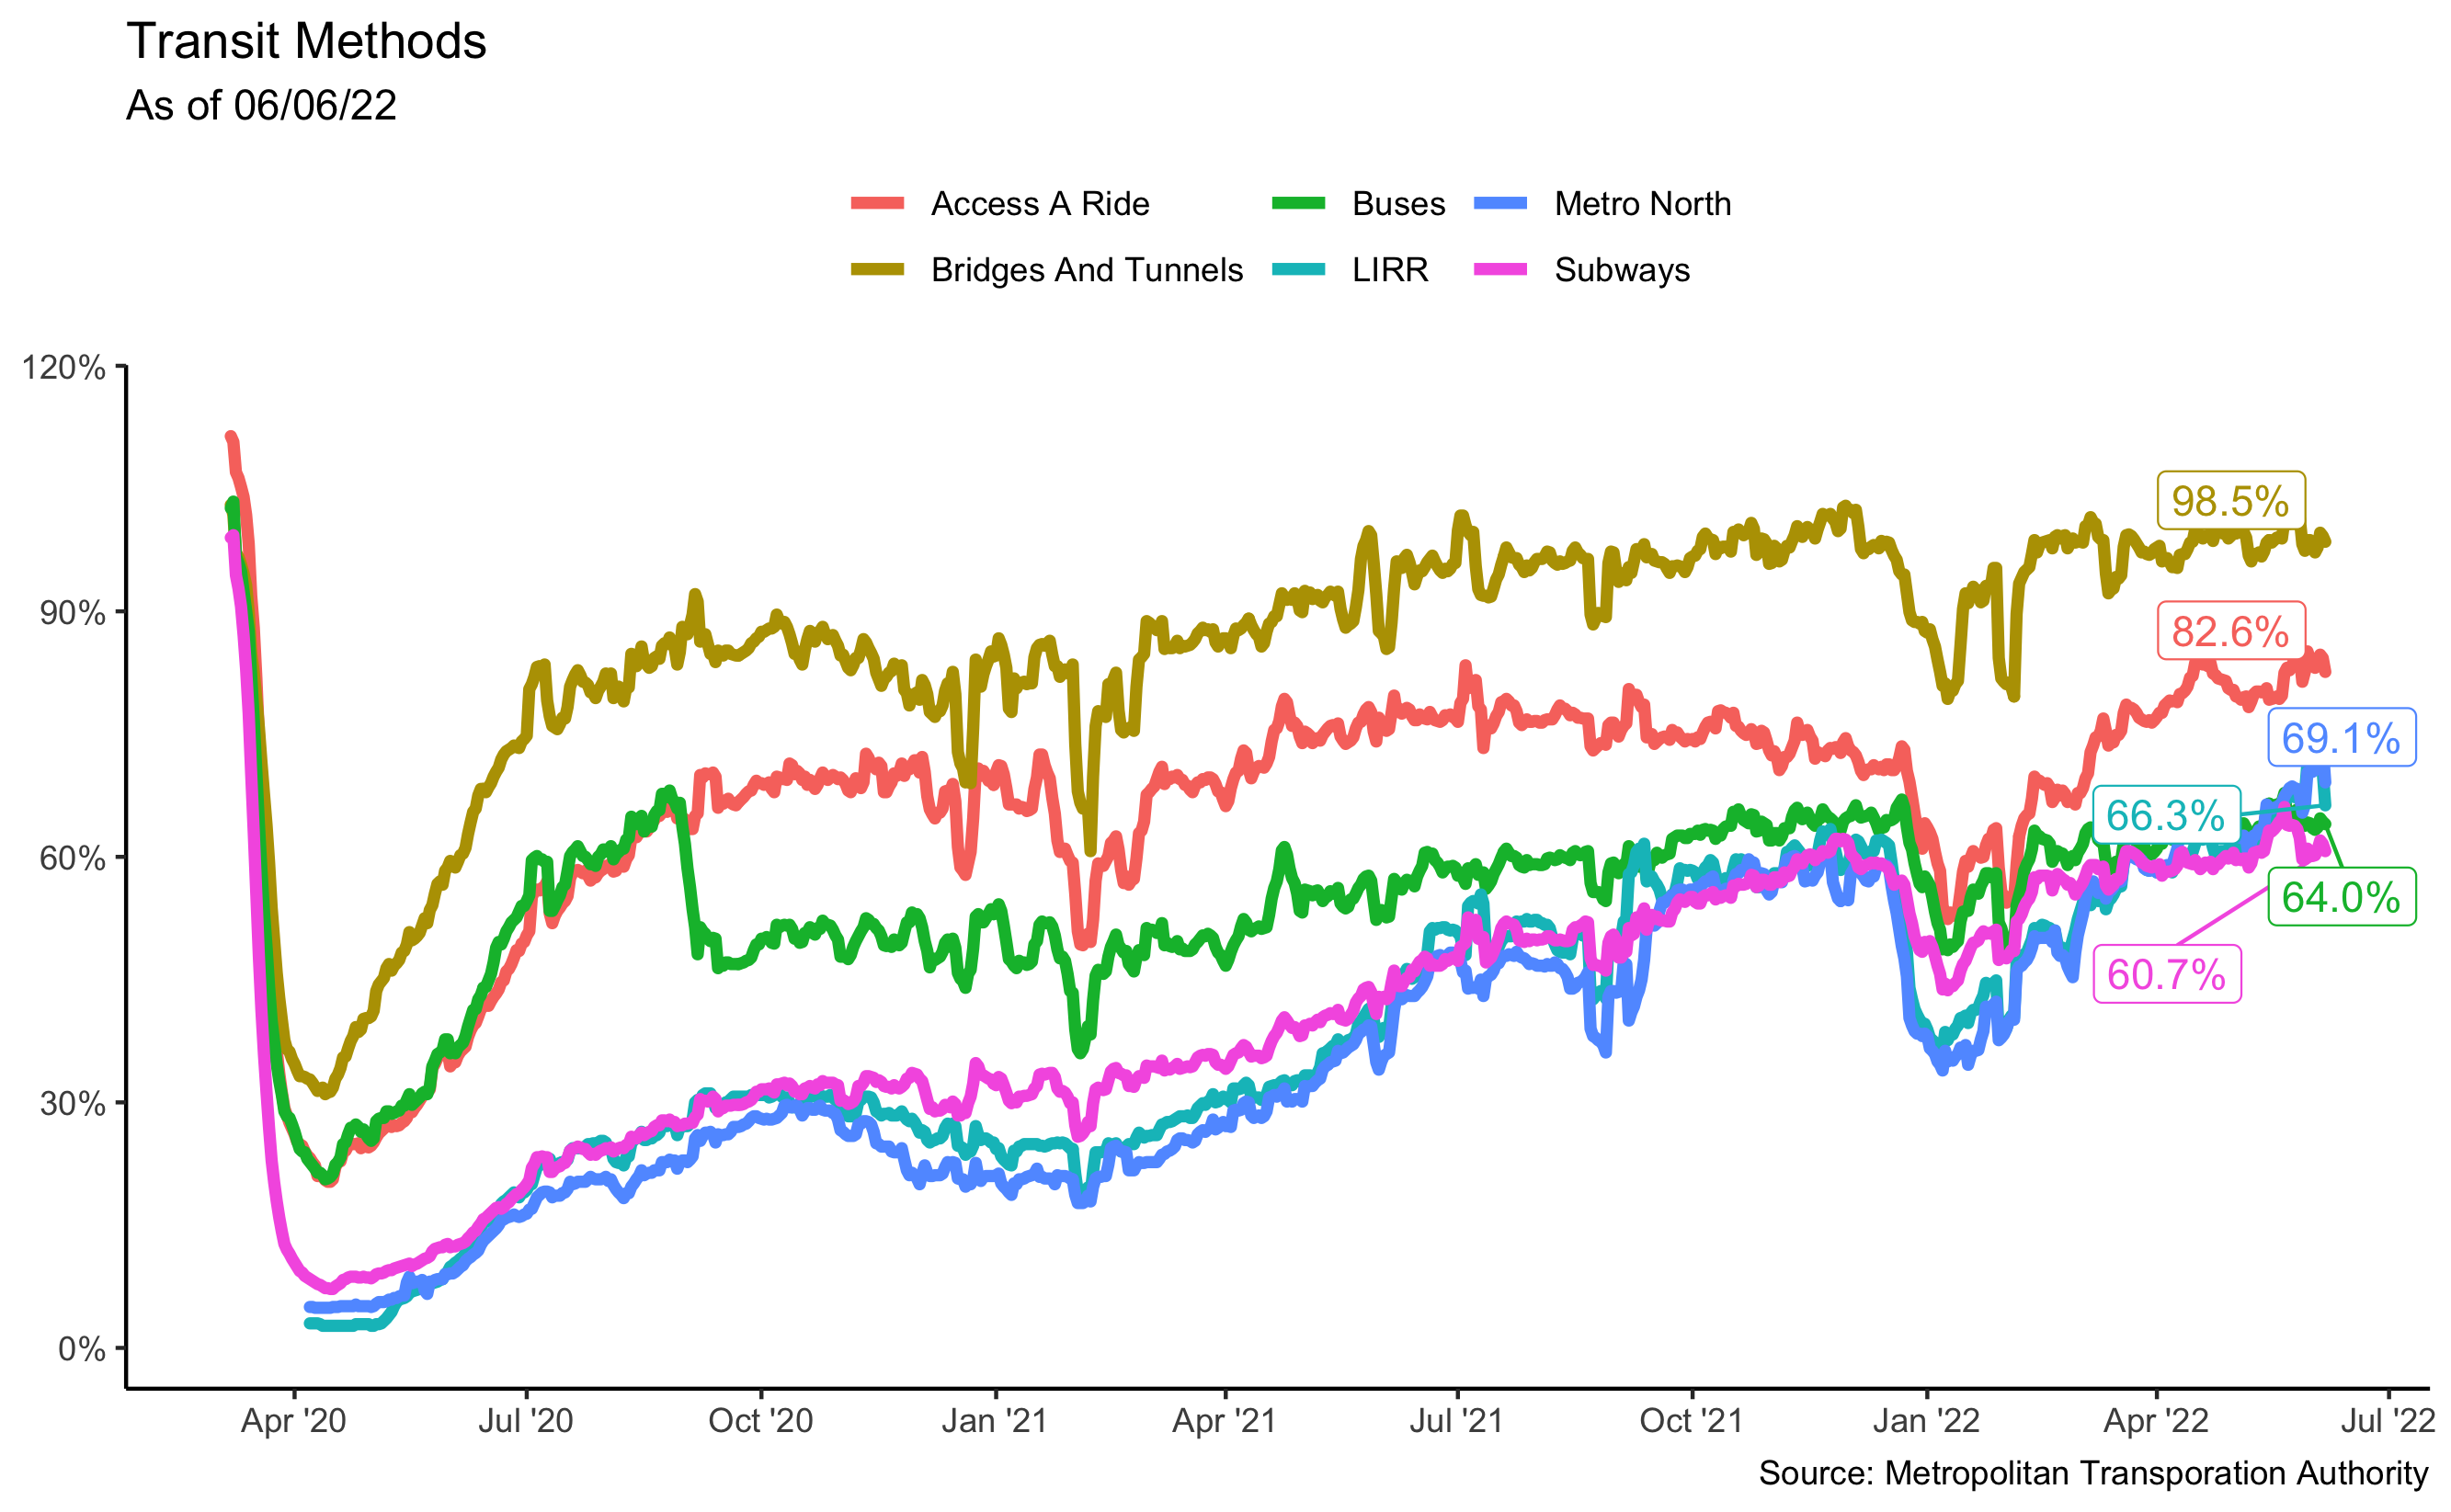 Transit Methods
As of 06/06/22
Access A Ride
Buses
Metro North
Bridges And Tunnels
LIRR
Subways
120%
90%
60%
30%
0%
98.5%
82.6%
69.1%
66.3%
64.0%
60.7%
Apr '20
Jul '20
Oct '20
Jan '21
Apr '21
Jul '21
Oct '21
Jan '22
Apr '22
Jul '22
Source: Metropolitan Transporation Authority